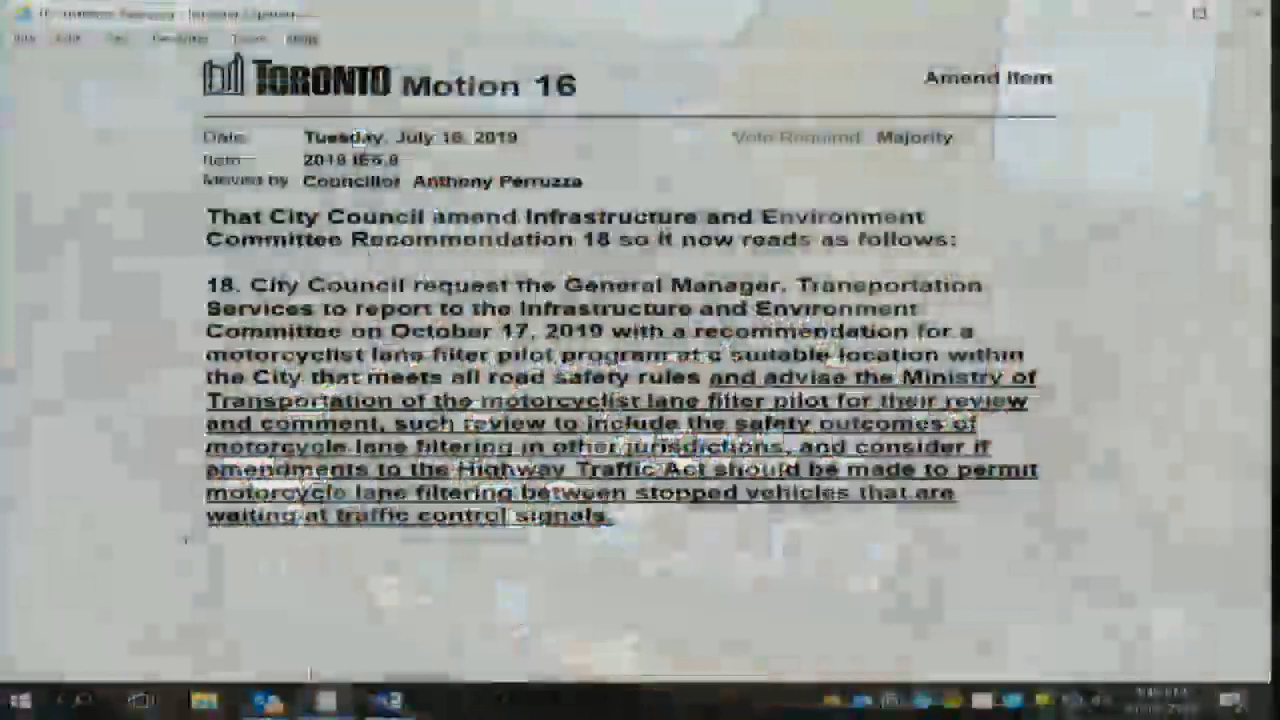 TORONTO Motion 16
Amend Item
Date Tuesday, July 16, 2019
Vote Required Majority
Item
Moved by Councillor Anthony Perruzza
That City Council amend Infrastructure and Environment
Committee Recommendation 18 so it now reads as follows:
18. City Council request the General Manager, Transportation
Services to report to the Infrastructure and Environment
Committee on October 17, 2019 with a recommendation for a
motorcyclist lane filter pilot program at a suitable location within
the City that meets all road safety rules and advise the Ministry of
Transportation of the motorcyclist lane filter pilot for their review
and comment, such review to include the safety outcomes of
motorcycle lane filtering in other jurisdictions, and consider if
amendments to the Highway Traffic Act should be made to permit
motorcycle lane filtering between stopped vehicles that are
waiting at traffic control signals.